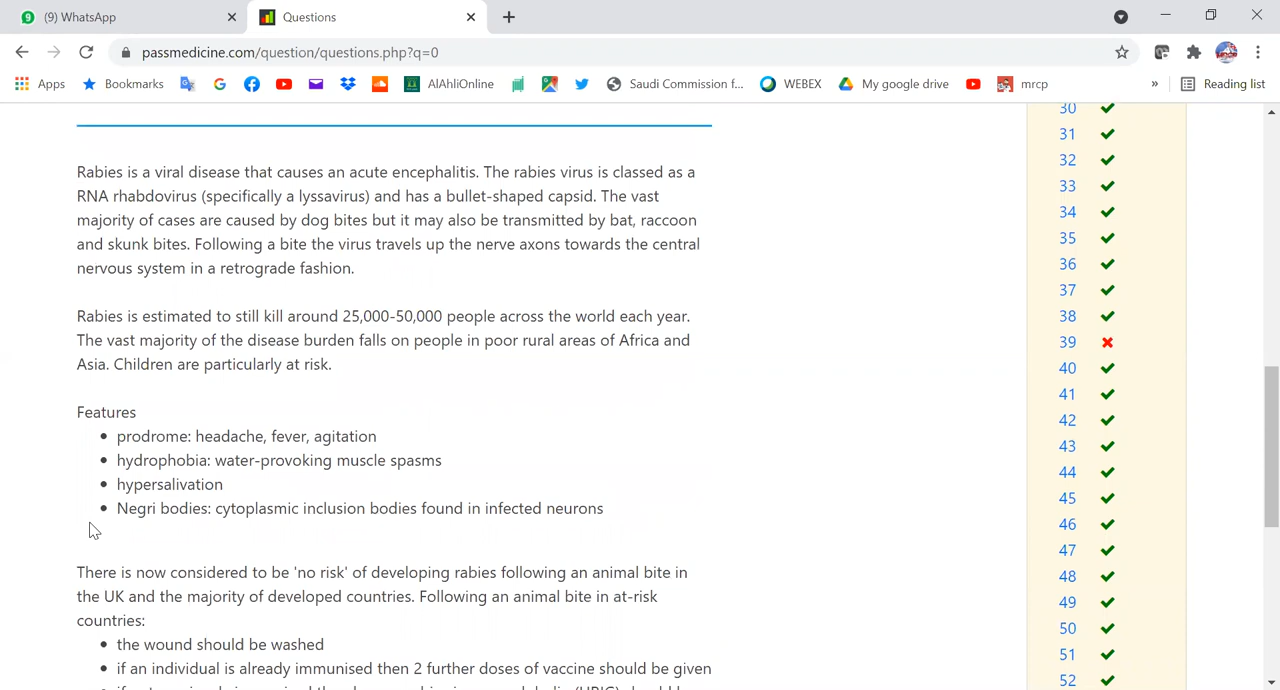 (9) WhatsApp
Questions
passmedicine.com/question/questions.php?q=0
Apps Bookmarks AlAhliOnline Saudi Commission f... WEBEX My google drive mrcp » Reading list
Rabies is a viral disease that causes an acute encephalitis. The rabies virus is classed as a
RNA rhabdovirus (specifically a lyssavirus) and has a bullet-shaped capsid. The vast
majority of cases are caused by dog bites but it may also be transmitted by bat, raccoon
and skunk bites. Following a bite the virus travels up the nerve axons towards the central
nervous system in a retrograde fashion.
Rabies is estimated to still kill around 25,000-50,000 people across the world each year.
The vast majority of the disease burden falls on people in poor rural areas of Africa and
Asia. Children are particularly at risk.
Features
• prodrome: headache, fever, agitation
• hydrophobia: water-provoking muscle spasms
• hypersalivation
• Negri bodies: cytoplasmic inclusion bodies found in infected neurons
There is now considered to be 'no risk' of developing rabies following an animal bite in
the UK and the majority of developed countries. Following an animal bite in at-risk
countries:
• the wound should be washed
• if an individual is already immunised then 2 further doses of vaccine should be given
30
31
32
33
34
35
36
37
38
39
40
41
42
43
44
45
46
47
48
49
50
51
52